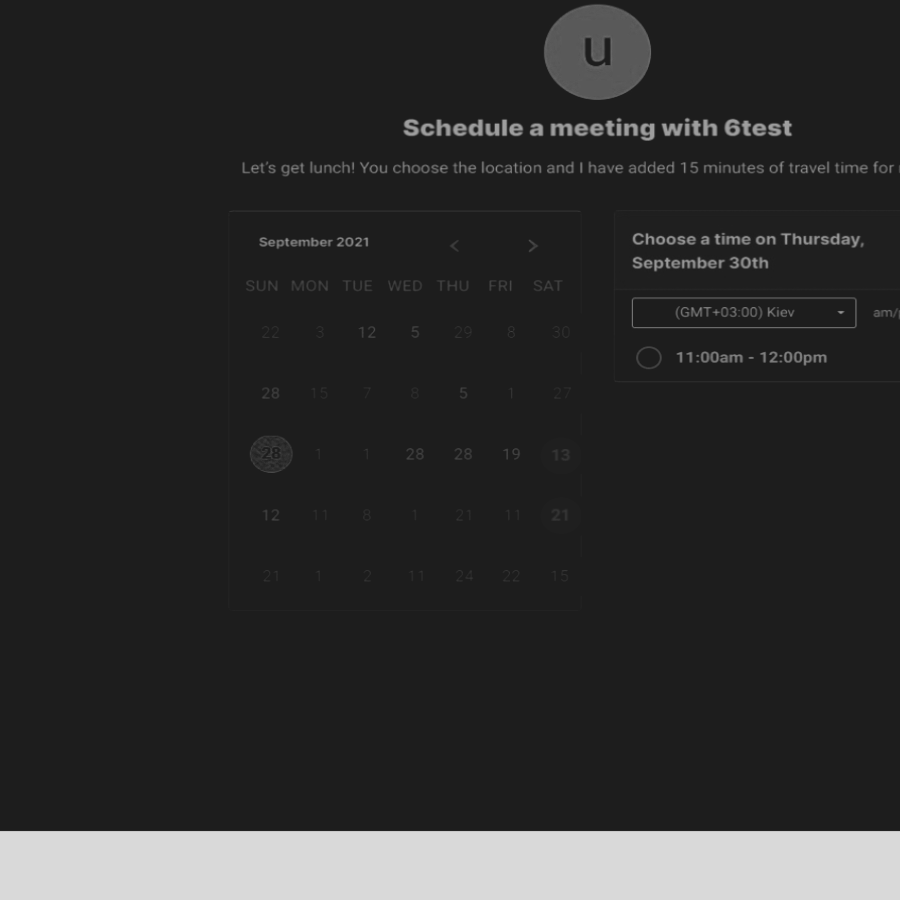 u
Schedule a meeting with 6test
Let's get lunch! You choose the location and I have added 15 minutes of travel time for
September 2021
SUN MON TUE WED THU FRI SAT
22 3 12 5 29 8 30
28 15 7 8 5 1 27
28 1 1 28 28 19 13
12 11 8 1 21 11 21
21 1 2 11 24 22 15
Choose a time on Thursday,
September 30th
(GMT+03:00) Kiev am/
11:00am - 12:00pm